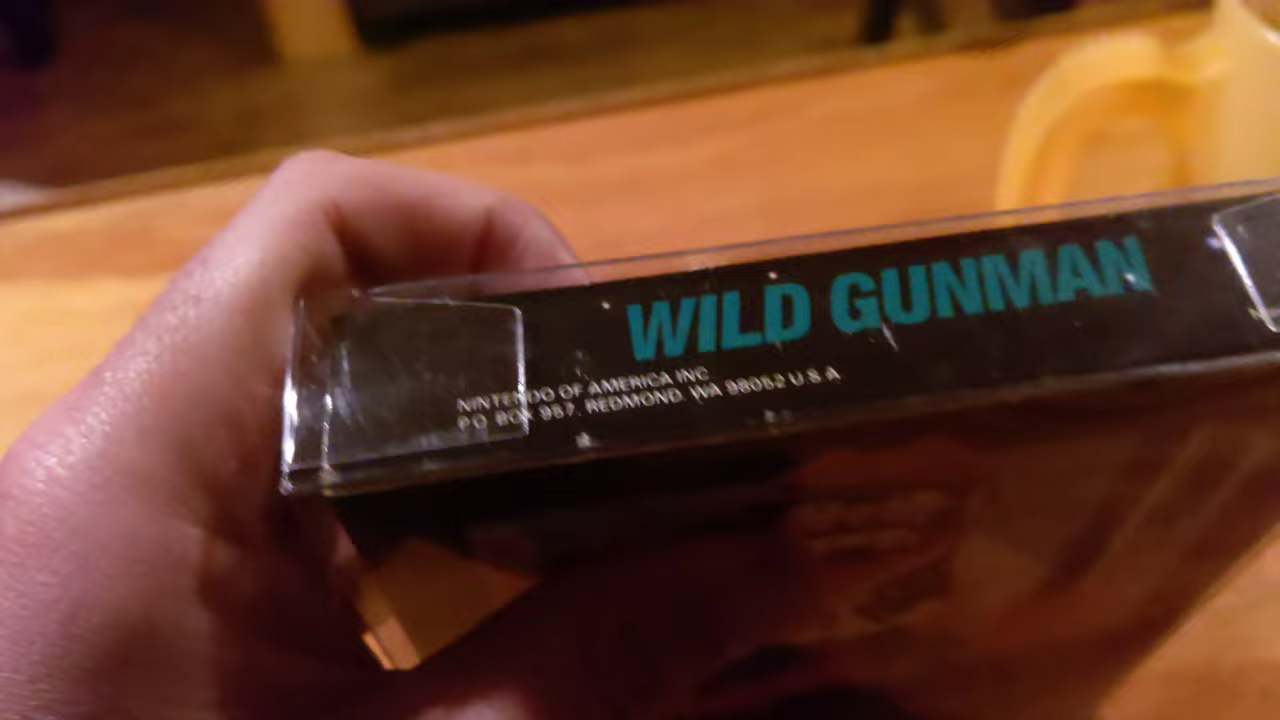 WILD GUNMAN
NINTENDO OF AMERICA INC.
P.O. BOX 957, REDMOND, WA 98052 U.S.A.